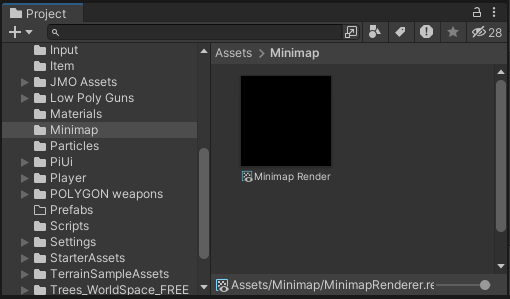 Project
28
Input
Item
JMO Assets
Low Poly Guns
Materials
Minimap
Particles
PiUi
Player
POLYGON weapons
Prefabs
Scripts
Settings
StarterAssets
TerrainSampleAssets
Trees_WorldSpace_FREE
Assets > Minimap
Minimap Render
Assets/Minimap/MinimapRenderer.re